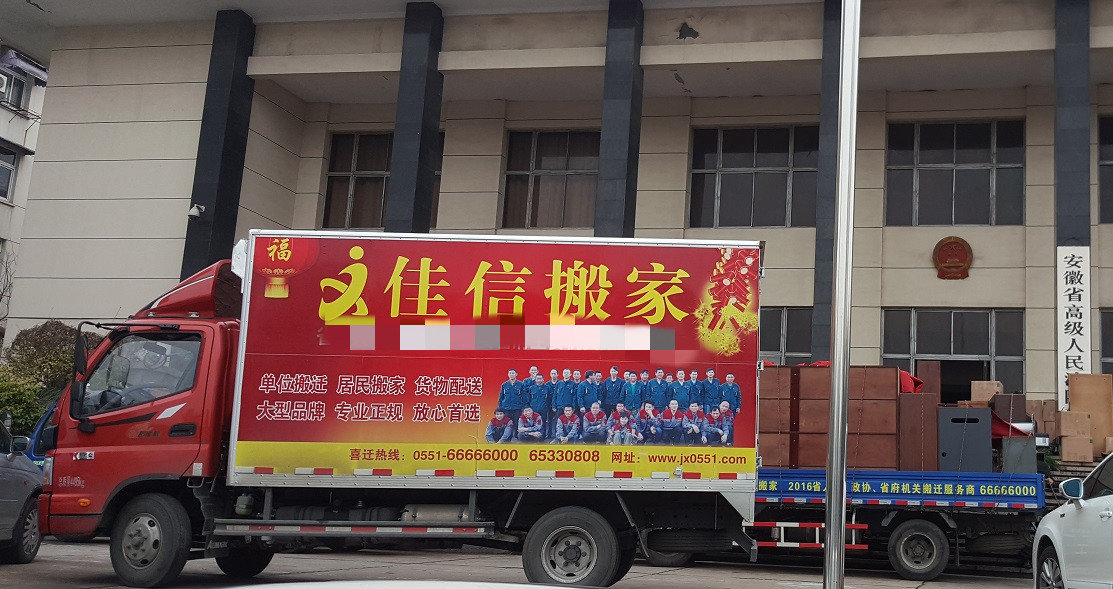 福
佳信搬家
单位搬迁 居民搬家 货物配送
大型品牌 专业正规 放心首选
喜迁热线：0551-66666000 65330808 网址：www.jx0551.com
搬家 2016省 政协、省府机关搬迁服务商 66666000
安徽省高级人民